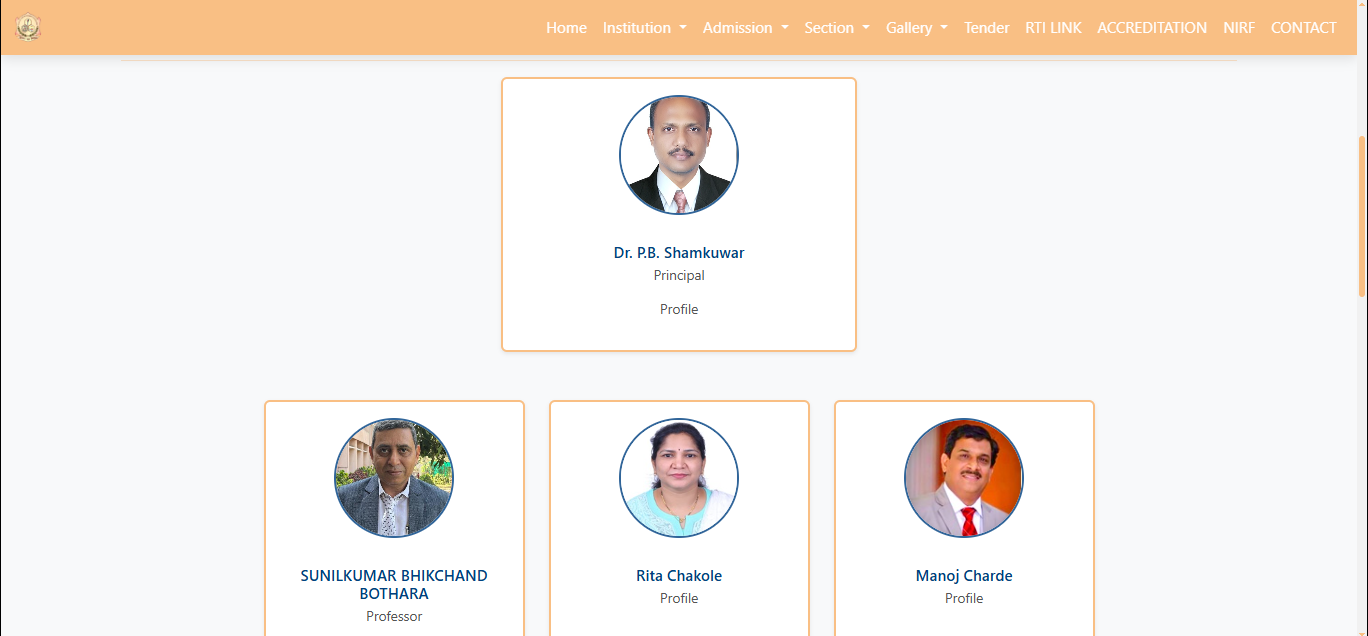 Home Institution Admission Section Gallery Tender RTI LINK ACCREDITATION NIRF CONTACT
Dr. P.B. Shamkuwar
Principal
Profile
SUNILKUMAR BHIKCHAND
BOTHARA
Professor
Rita Chakole
Profile
Manoj Charde
Profile